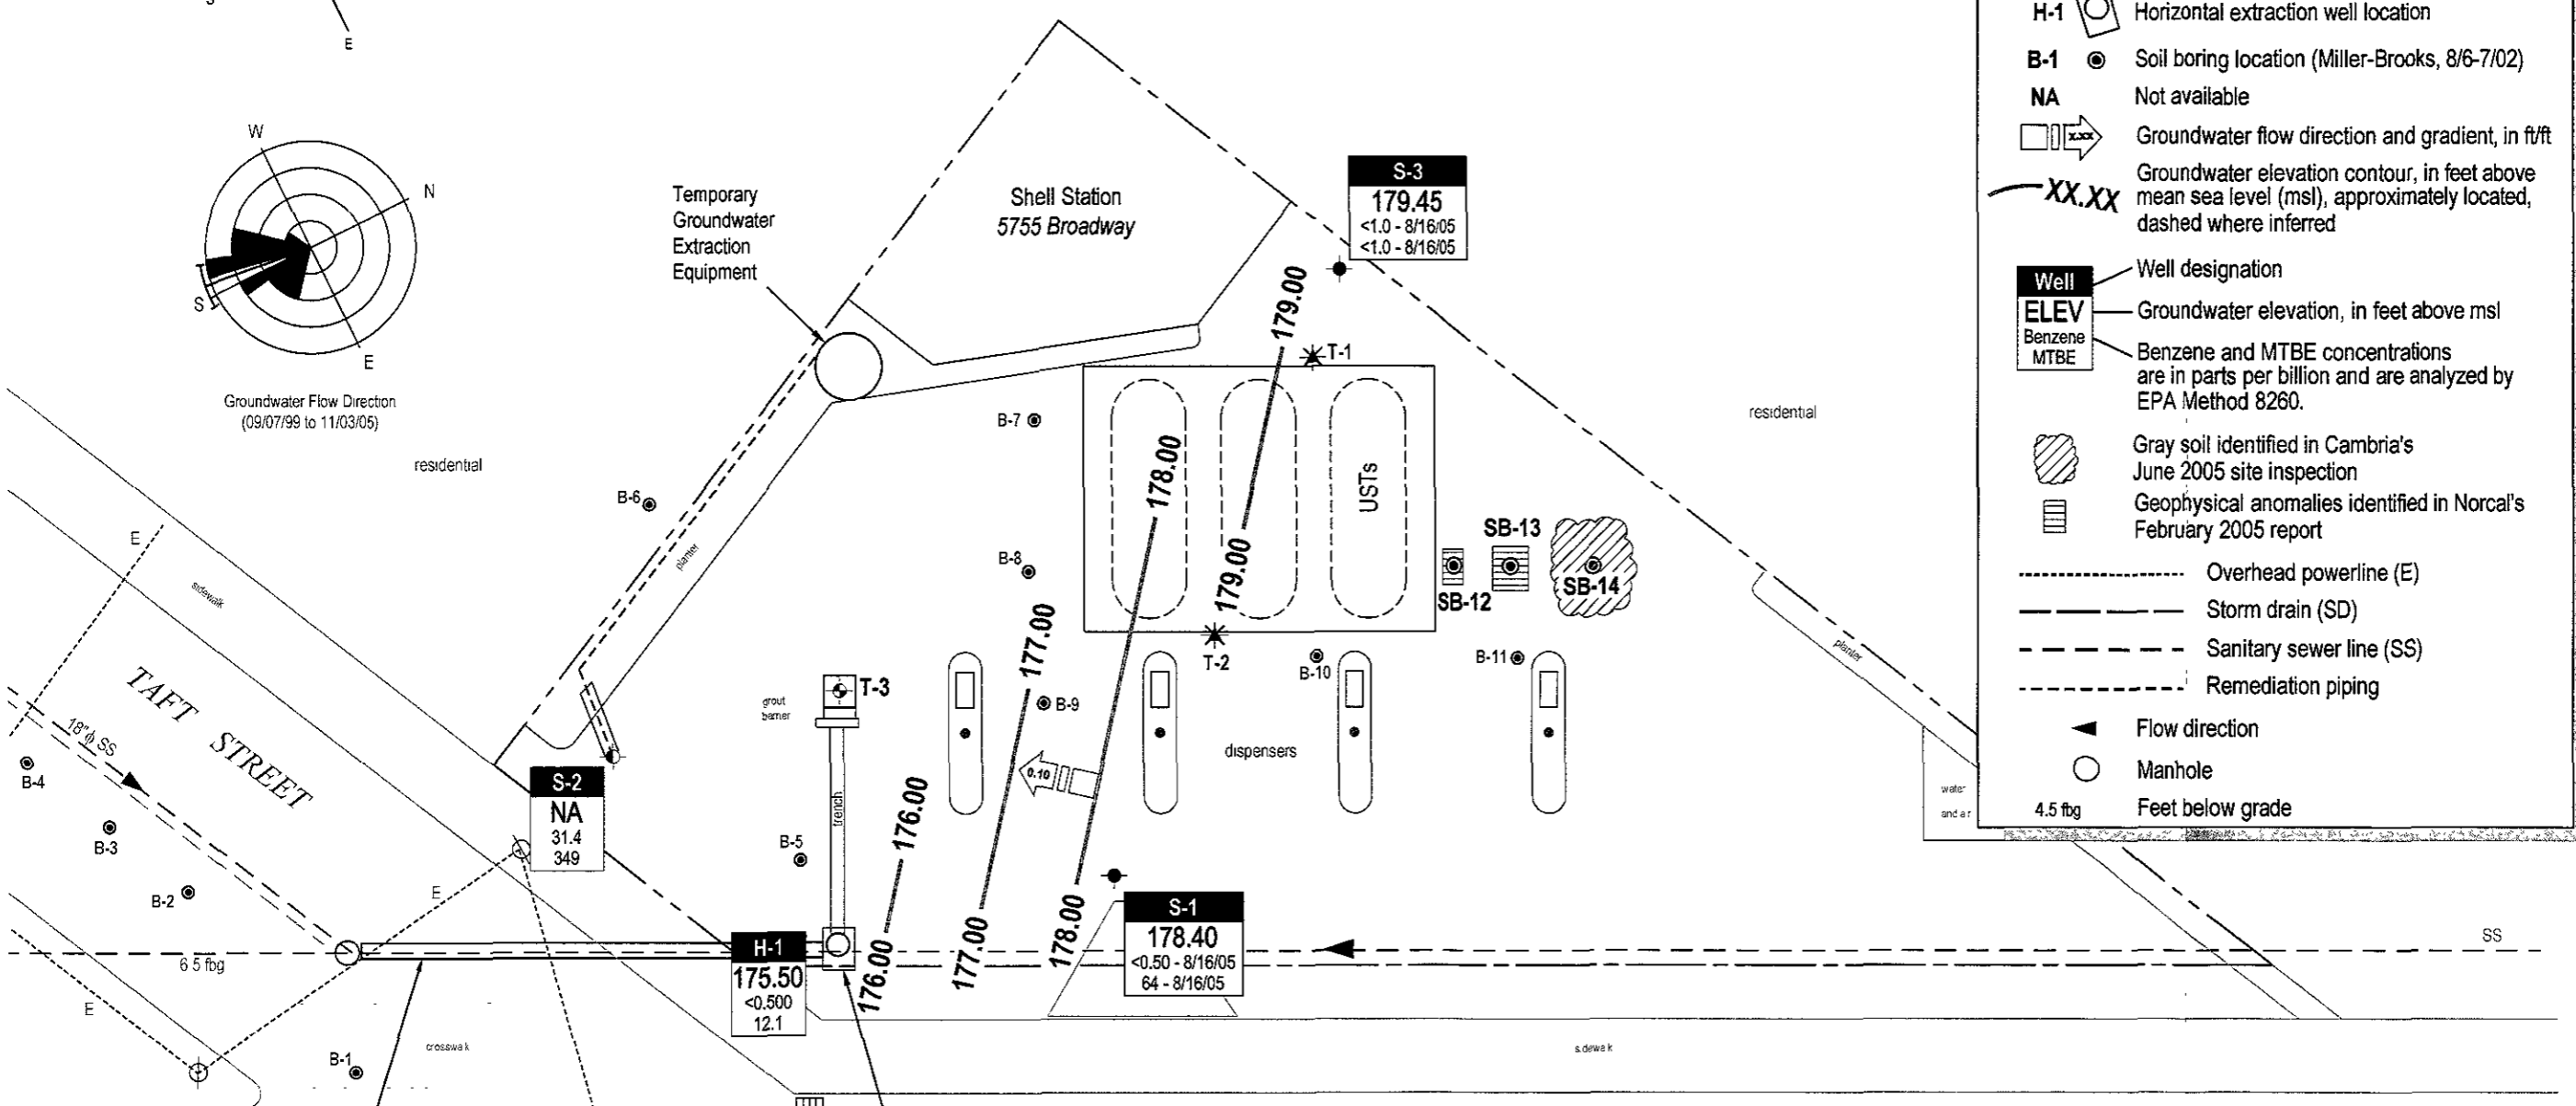 S
E
W
N
S
E
Groundwater Flow Direction
(09/07/99 to 11/03/05)
residential
Temporary
Groundwater
Extraction
Equipment
Shell Station
5755 Broadway
S-3
179.45
<1.0 - 8/16/05
<1.0 - 8/16/05
179.00
T-1
B-7
178.00
USTs
residential
B-6
planter
B-8
179.00
SB-12
SB-13
SB-14
177.00
T-2
B-10
B-11
planter
E
sidewalk
TAFT STREET
18" ϕ SS
B-4
B-3
B-2
grout
barrier
T-3
B-9
dispensers
0.10
trench
176.00
B-5
S-2
NA
31.4
349
E
water
and air
6.5 fbg
H-1
175.50
<0.500
12.1
176.00
177.00
178.00
S-1
178.40
<0.50 - 8/16/05
64 - 8/16/05
SS
E
crosswalk
B-1
sidewalk
H-1 Horizontal extraction well location
B-1 Soil boring location (Miller-Brooks, 8/6-7/02)
NA Not available
x.xx Groundwater flow direction and gradient, in ft/ft
XX.XX Groundwater elevation contour, in feet above
mean sea level (msl), approximately located,
dashed where inferred
Well Well designation
ELEV Groundwater elevation, in feet above msl
Benzene
MTBE
Benzene and MTBE concentrations
are in parts per billion and are analyzed by
EPA Method 8260.
Gray soil identified in Cambria's
June 2005 site inspection
Geophysical anomalies identified in Norcal's
February 2005 report
Overhead powerline (E)
Storm drain (SD)
Sanitary sewer line (SS)
Remediation piping
Flow direction
Manhole
4.5 fbg Feet below grade